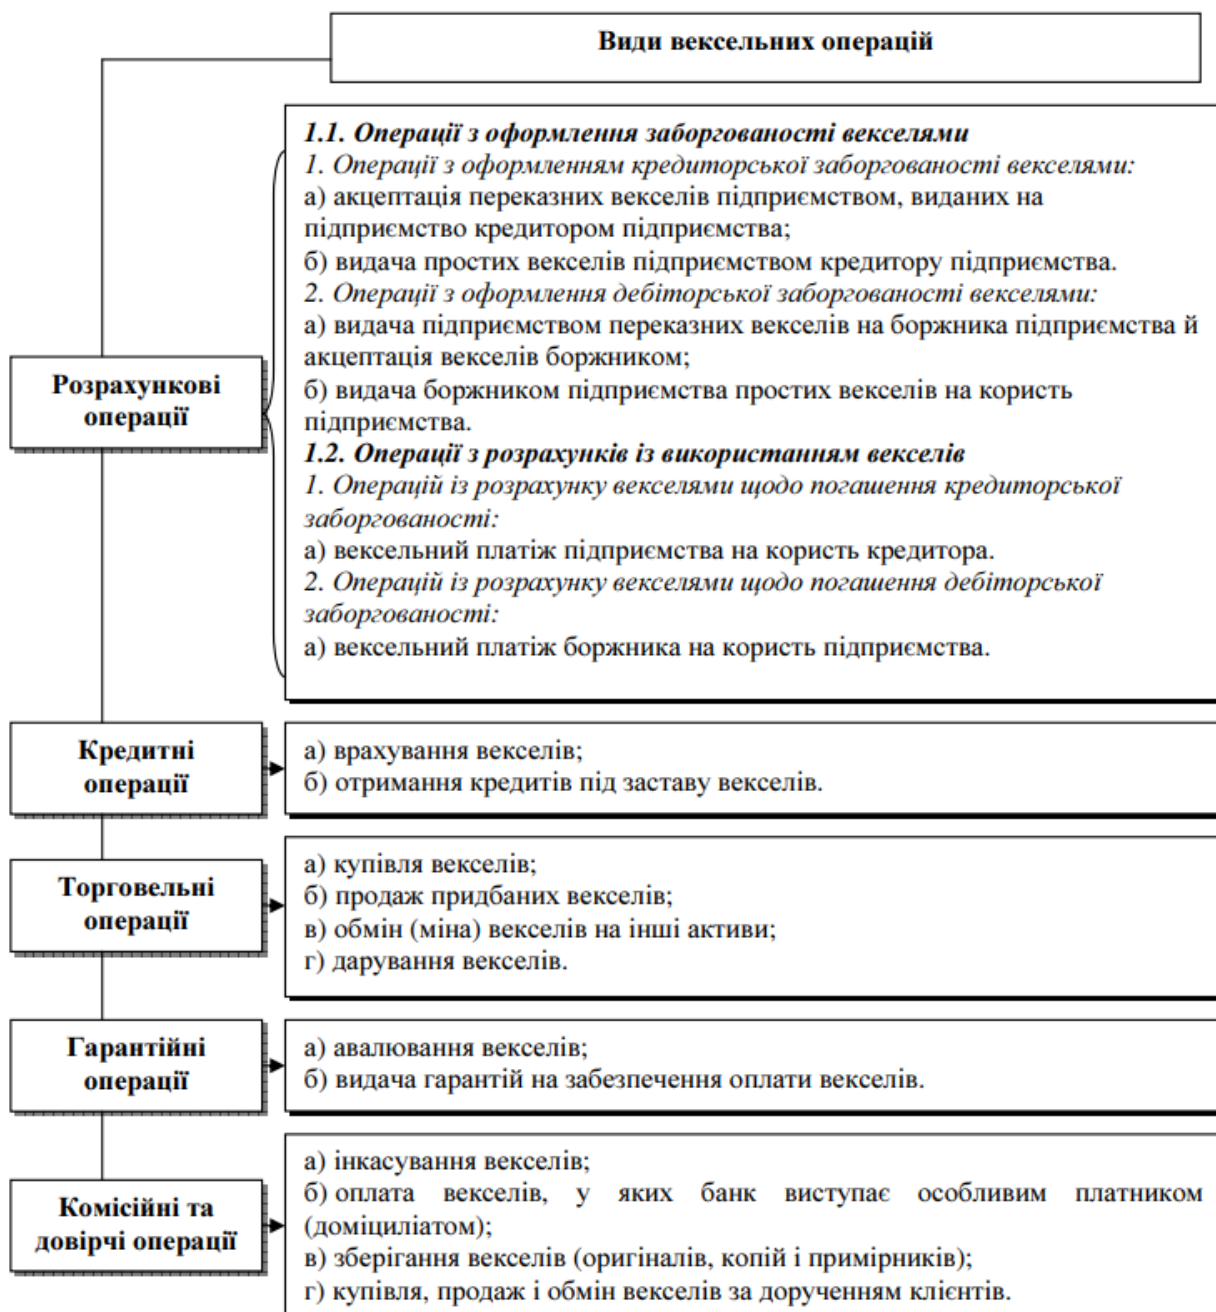 Види вексельних операцій
1.1. Операції з оформлення заборгованості векселями
1. Операції з оформленням кредиторської заборгованості векселями:
а) акцептація переказних векселів підприємством, виданих на
підприємство кредитором підприємства;
б) видача простих векселів підприємством кредитору підприємства.
2. Операції з оформлення дебіторської заборгованості векселями:
а) видача підприємством переказних векселів на боржника підприємства й
акцептація векселів боржником;
б) видача боржником підприємства простих векселів на користь
підприємства.
1.2. Операції з розрахунків із використанням векселів
1. Операцій із розрахунку векселями щодо погашення кредиторської
заборгованості:
а) вексельний платіж підприємства на користь кредитора.
2. Операцій із розрахунку векселями щодо погашення дебіторської
заборгованості:
а) вексельний платіж боржника на користь підприємства.
Розрахункові
операції
Кредитні
операції
а) врахування векселів;
б) отримання кредитів під заставу векселів.
Торговельні
операції
а) купівля векселів;
б) продаж придбаних векселів;
в) обмін (міна) векселів на інші активи;
г) дарування векселів.
Гарантійні
операції
а) авалювання векселів;
б) видача гарантій на забезпечення оплати векселів.
Комісійні та
довірчі операції
а) інкасування векселів;
б) оплата векселів, у яких банк виступає особливим платником
(доміциліатом);
в) зберігання векселів (оригіналів, копій і примірників);
г) купівля, продаж і обмін векселів за дорученням клієнтів.